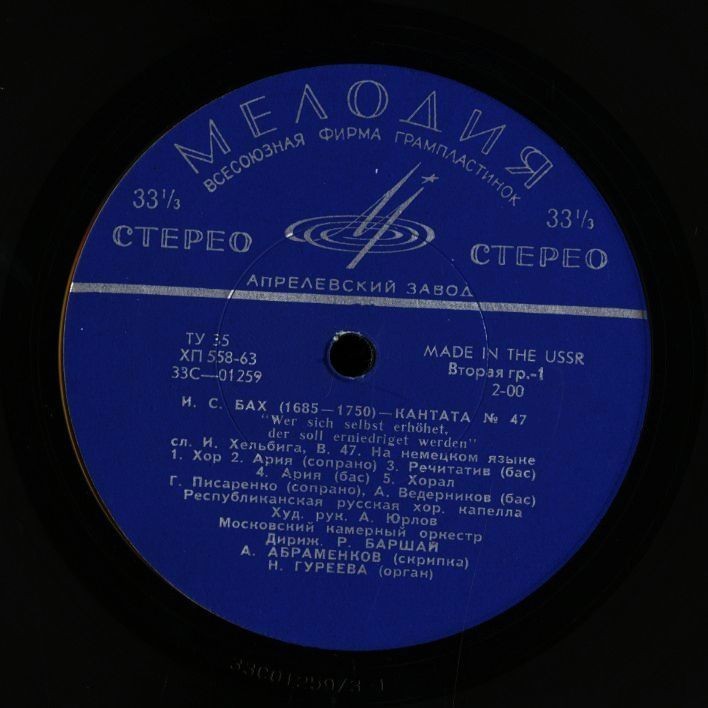 МЕЛОДИЯ
ВСЕСОЮЗНАЯ ФИРМА ГРАМПЛАСТИНОК
33⅓
33⅓
СТЕРЕО
СТЕРЕО
АПРЕЛЕВСКИЙ ЗАВОД
ТУ 35
ХП 558-63
33С—01259
MADE IN THE USSR
Вторая гр.-1
2-00
И. С. БАХ (1685—1750)—КАНТАТА № 47
"Wer sich selbst erhöhet,
der soll erniedriget werden"
сл. И. Хельбига, В. 47. На немецком языке
1. Хор 2. Ария (сопрано) 3. Речитатив (бас)
4. Ария (бас) 5. Хорал
Г. Писаренко (сопрано), А. Ведерников (бас)
Республиканская русская хор. капелла
Худ. рук. А. Юрлов
Московский камерный оркестр
Дириж. Р. БАРШАЙ
А. АБРАМЕНКОВ (скрипка)
Н. ГУРЕЕВА (орган)
33С01259/3-1